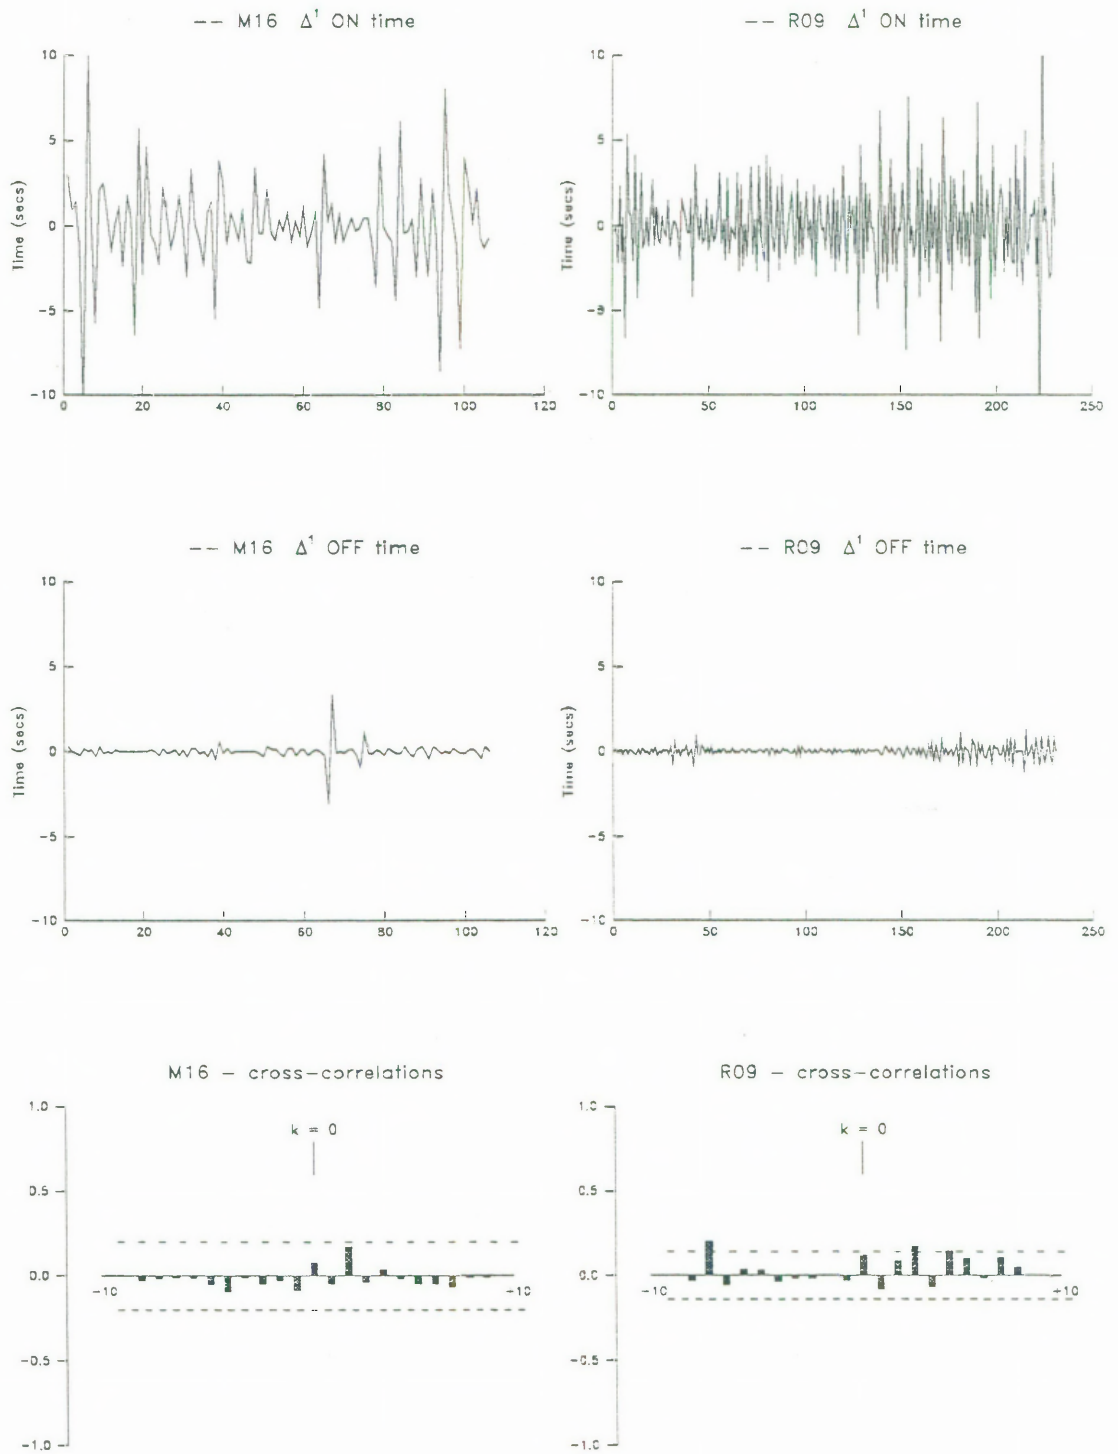 -- M16 Δ¹ ON time
10
5
0
-5
-10
Time (secs)
0 20 40 60 80 100 120
-- R09 Δ¹ ON time
10
5
0
-5
-10
Time (secs)
0 50 100 150 200 250
-- M16 Δ¹ OFF time
10
5
0
-5
-10
Time (secs)
0 20 40 60 80 100 120
-- R09 Δ¹ OFF time
10
5
0
-5
-10
Time (secs)
0 50 100 150 200 250
M16 - cross-correlations
1.0
0.5
0.0
-0.5
-1.0
k = 0
-10 +10
R09 - cross-correlations
1.0
0.5
0.0
-0.5
-1.0
k = 0
-10 +10